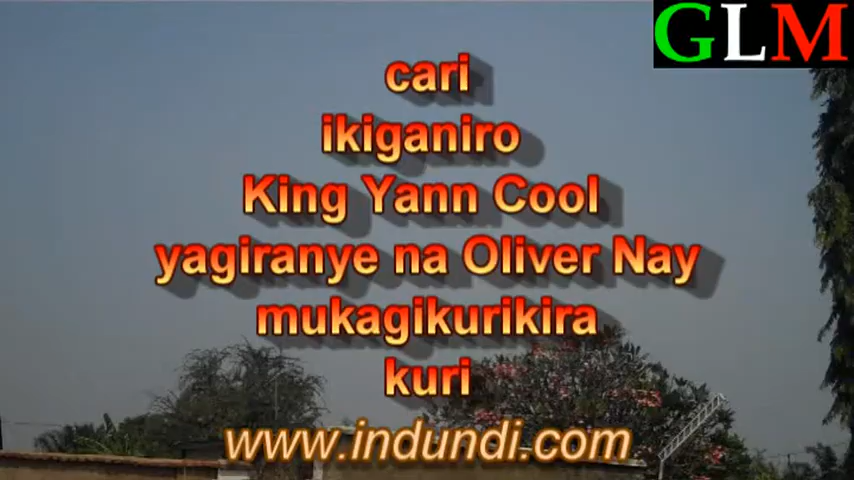 GLM
cari
ikiganiro
King Yann Cool
yagiranye na Oliver Nay
mukagikurikira
kuri
www.indundi.com